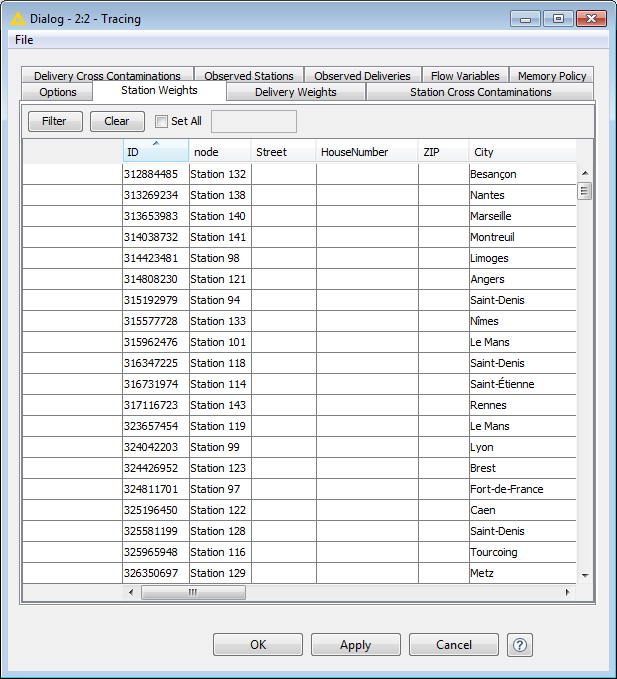 Dialog - 2:2 - Tracing
File
Delivery Cross Contaminations Observed Stations Observed Deliveries Flow Variables Memory Policy
Options Station Weights Delivery Weights Station Cross Contaminations
Filter Clear Set All
ID node Street HouseNumber ZIP City
312884485 Station 132 Besançon
313269234 Station 138 Nantes
313653983 Station 140 Marseille
314038732 Station 141 Montreuil
314423481 Station 98 Limoges
314808230 Station 121 Angers
315192979 Station 94 Saint-Denis
315577728 Station 133 Nîmes
315962476 Station 101 Le Mans
316347225 Station 118 Saint-Denis
316731974 Station 114 Saint-Étienne
317116723 Station 143 Rennes
323657454 Station 119 Le Mans
324042203 Station 99 Lyon
324426952 Station 123 Brest
324811701 Station 97 Fort-de-France
325196450 Station 122 Caen
325581199 Station 128 Saint-Denis
325965948 Station 116 Tourcoing
326350697 Station 129 Metz
OK Apply Cancel ?